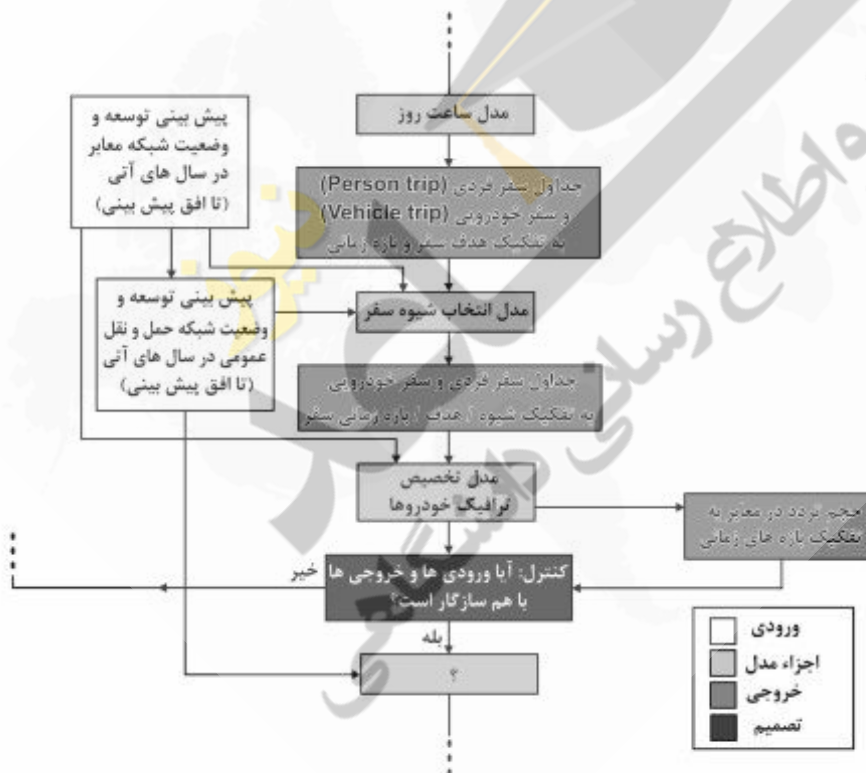 مدل ساعت روز
پیش بینی توسعه و
وضعیت شبکه معابر
در سال های آتی
(تا افق پیش بینی)
جداول سفر فردی (Person trip)
و سفر خودرویی (Vehicle trip)
به تفکیک هدف سفر و بازه زمانی
پیش بینی توسعه و
وضعیت شبکه حمل و نقل
عمومی در سال های آتی
(تا افق پیش بینی)
مدل انتخاب شیوه سفر
جداول سفر فردی و سفر خودرویی
به تفکیک شیوه / هدف / بازه زمانی سفر
مدل تخصیص
ترافیک خودروها
حجم تردد در معابر به
تفکیک بازه های زمانی
کنترل: آیا ورودی ها و خروجی ها
با هم سازگار است؟
خیر
بله
؟
ورودی
اجزاء مدل
خروجی
تصمیم
نیوز
اطلاع رسانی دانشگاهی